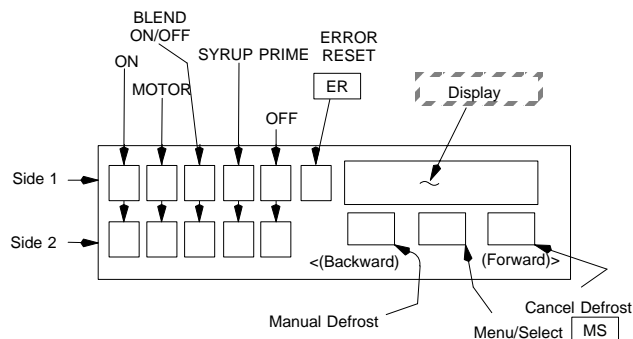 BLEND
ON/OFF
ERROR
RESET
ON
SYRUP PRIME
MOTOR
ER
Display
OFF
Side 1
Side 2
<(Backward)
(Forward)>
Manual Defrost
Cancel Defrost
Menu/Select
MS